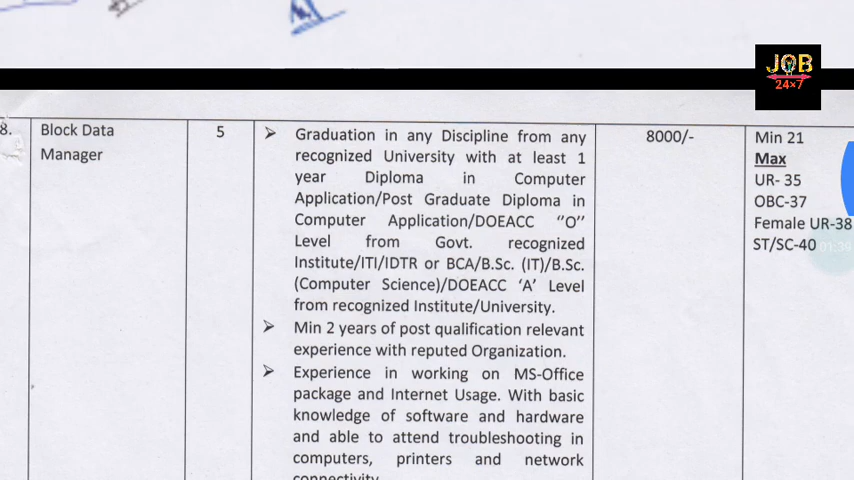 JOB
24×7
8.
Block Data
Manager
5
➢ Graduation in any Discipline from any
recognized University with at least 1
year Diploma in Computer
Application/Post Graduate Diploma in
Computer Application/DOEACC "O"
Level from Govt. recognized
Institute/ITI/IDTR or BCA/B.Sc. (IT)/B.Sc.
(Computer Science)/DOEACC 'A' Level
from recognized Institute/University.
➢ Min 2 years of post qualification relevant
experience with reputed Organization.
➢ Experience in working on MS-Office
package and Internet Usage. With basic
knowledge of software and hardware
and able to attend troubleshooting in
computers, printers and network
connectivity
8000/-
Min 21
Max
UR- 35
OBC-37
Female UR-38
ST/SC-40